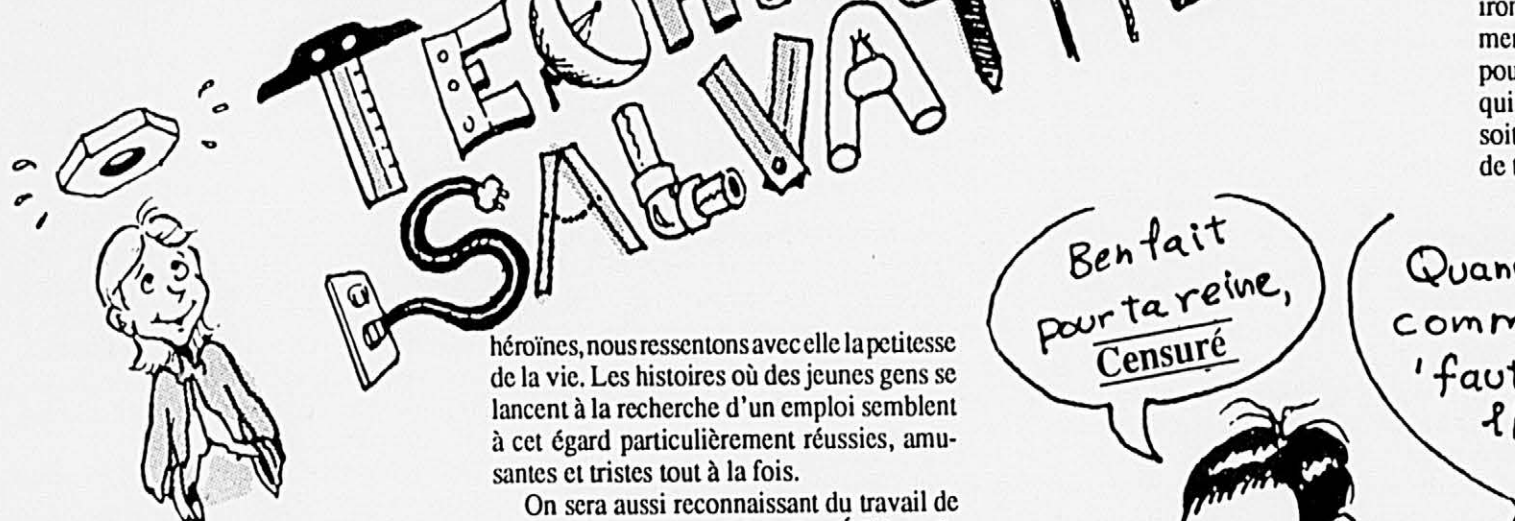 SALVA
héroïnes, nous ressentons avec elle la petitesse
de la vie. Les histoires où des jeunes gens se
lancent à la recherche d'un emploi semblent
à cet égard particulièrement réussies, amu-
santes et tristes tout à la fois.
On sera aussi reconnaissant du travail de
Ben fait
pour ta reine,
Censuré
comm
'faut
pou
qui
soit
de